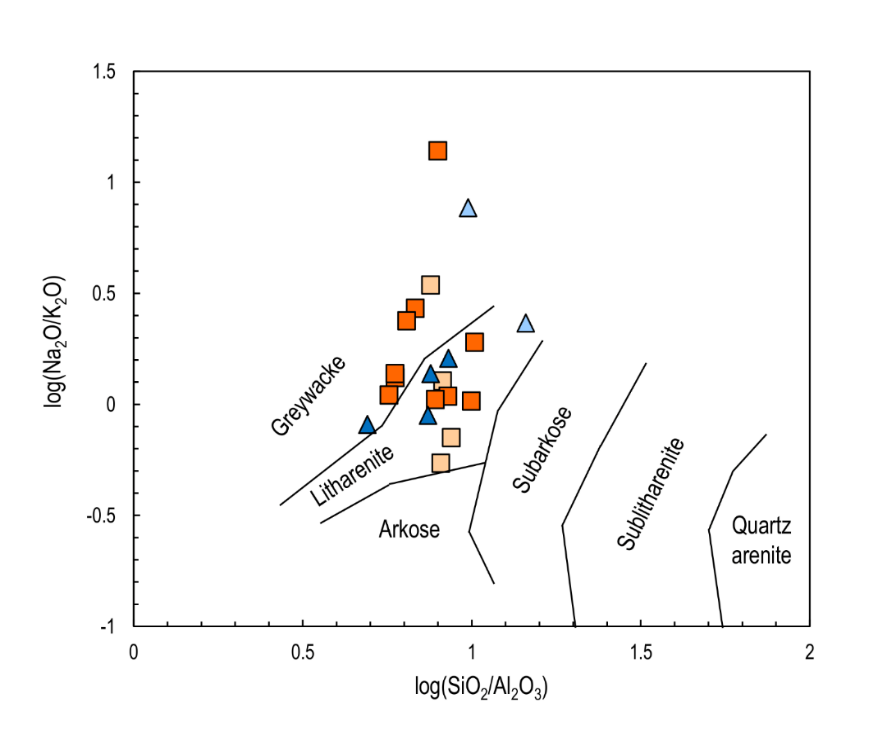 1.5
1
0.5
0
-0.5
-1
log(Na₂O/K₂O)
Greywacke
Litharenite
Arkose
Subarkose
Sublitharenite
Quartz
arenite
0
0.5
1
1.5
2
log(SiO₂/Al₂O₃)